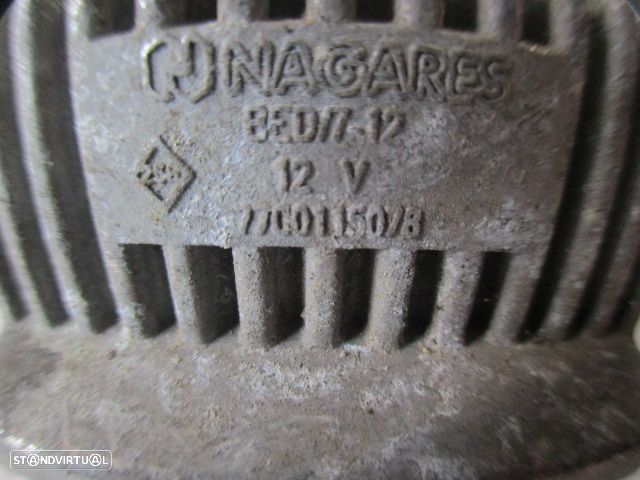 NAGARES
BED/7-12
12 V
7700115078
STANDVIRTUAL